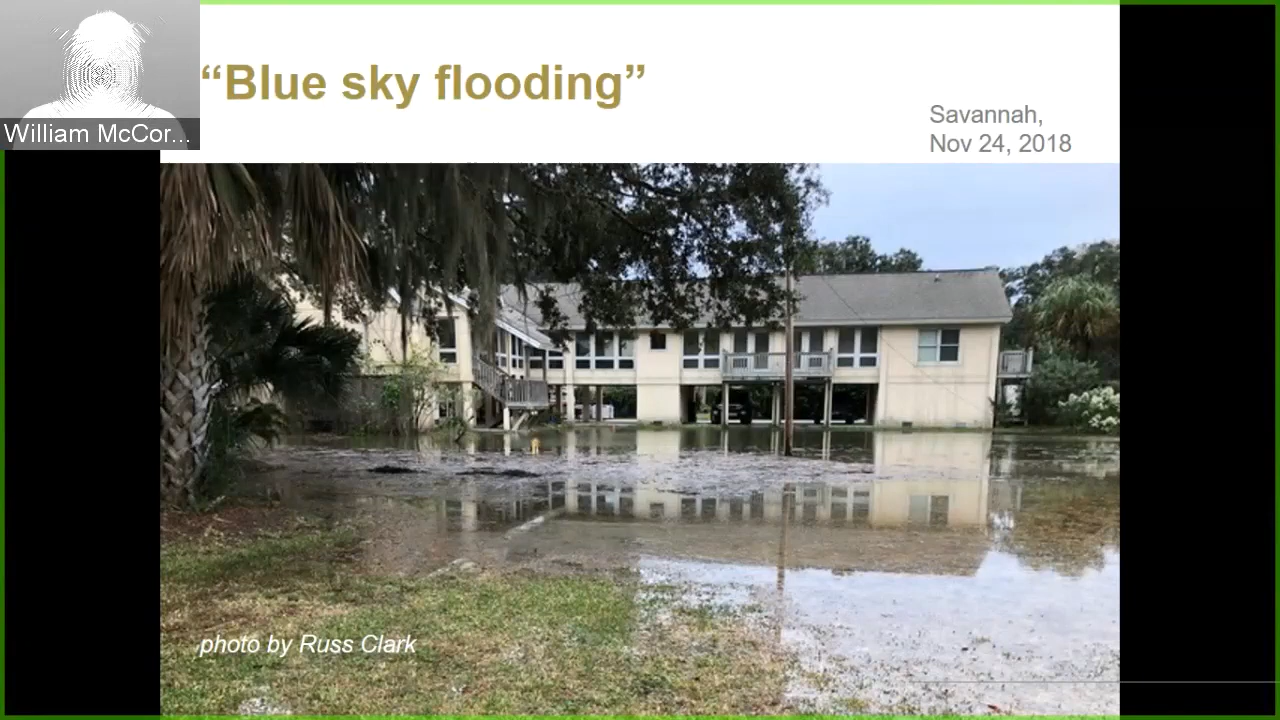 William McCor...
“Blue sky flooding”
Savannah,
Nov 24, 2018
photo by Russ Clark